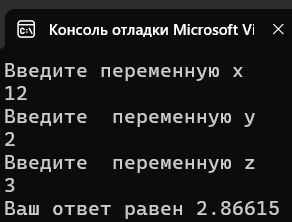 Консоль отладки Microsoft Vi
Введите переменную x
12
Введите  переменную y
2
Введите  переменную z
3
Ваш ответ равен 2.86615